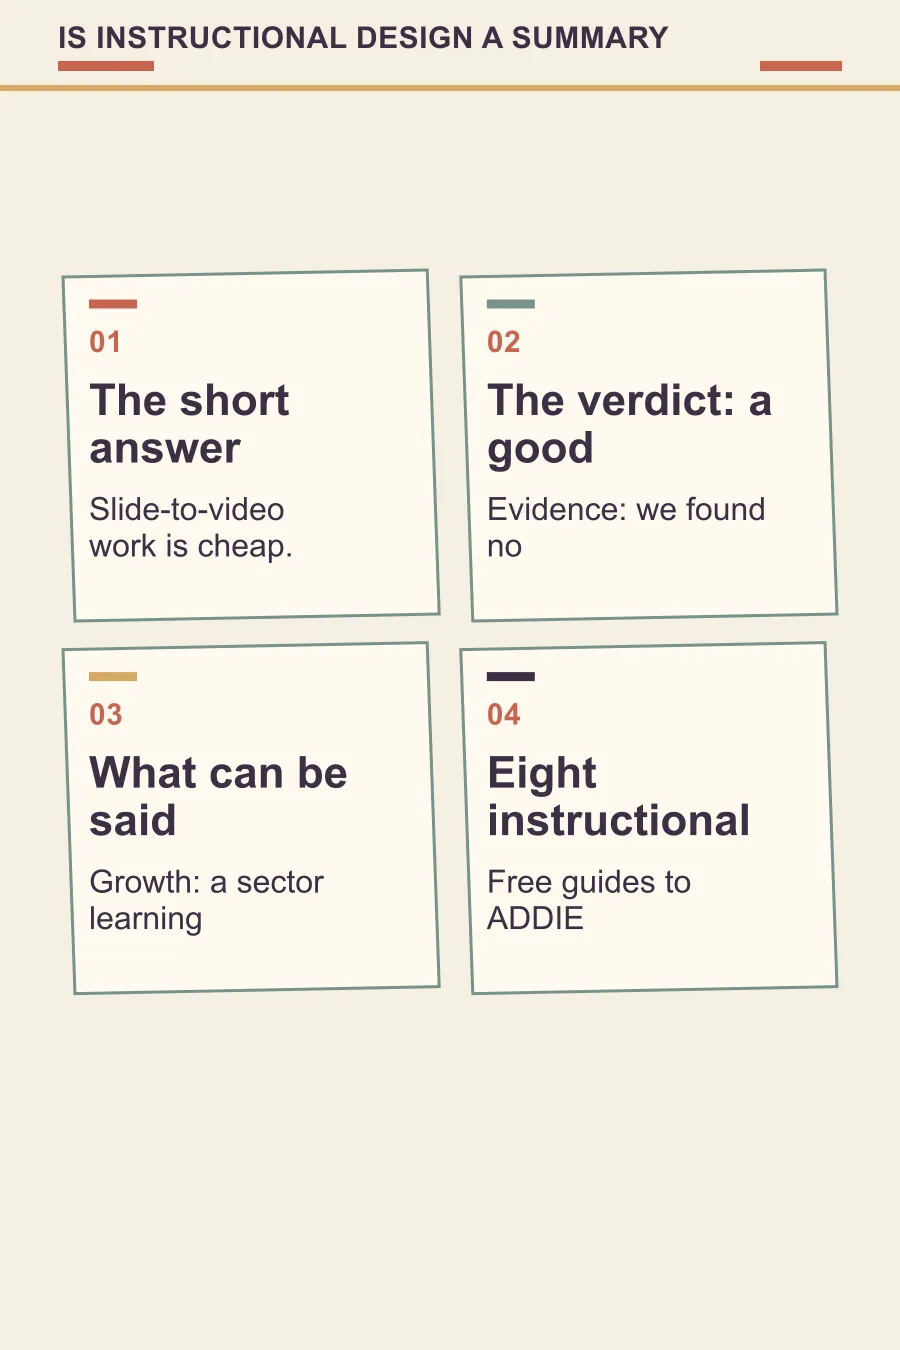 IS INSTRUCTIONAL DESIGN A SUMMARY
01
The short
answer
Slide-to-video
work is cheap.
02
The verdict: a
good
Evidence: we found
no
03
What can be
said
Growth: a sector
learning
04
Eight
instructional
Free guides to
ADDIE